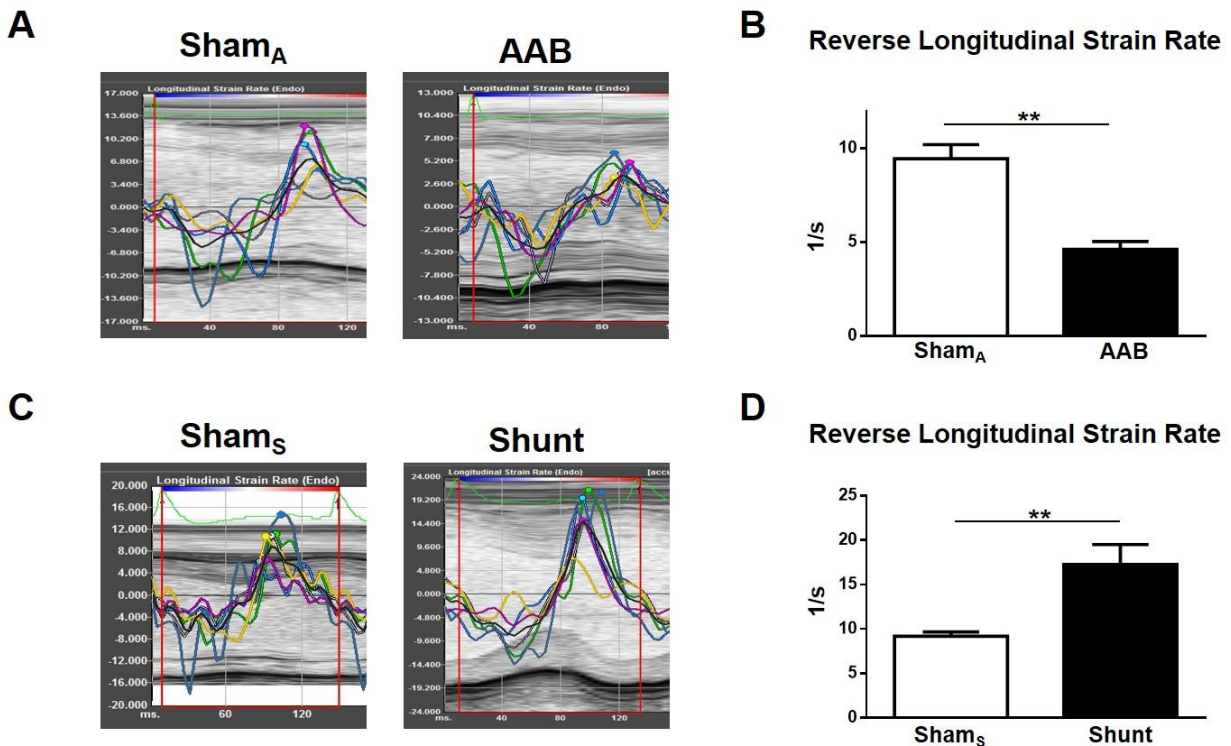 A
Sham_A
AAB
Longitudinal Strain Rate (Endo)
17.000
13.600
10.200
6.800
3.400
0.000
-3.400
-6.800
-10.200
-13.600
-17.000
ms.
40
80
120
Longitudinal Strain Rate (Endo)
13.000
10.400
7.800
5.200
2.600
0.000
-2.600
-5.200
-7.800
-10.400
-13.000
ms.
40
80
B
Reverse Longitudinal Strain Rate
**
10
5
0
1/s
Sham_A
AAB
C
Sham_S
Shunt
Longitudinal Strain Rate (Endo)
20.000
16.000
12.000
8.000
4.000
0.000
-4.000
-8.000
-12.000
-16.000
-20.000
ms.
60
120
Longitudinal Strain Rate (Endo)
[accu
24.000
19.200
14.400
9.600
4.800
0.000
-4.800
-9.600
-14.400
-19.200
-24.000
ms.
40
80
120
D
Reverse Longitudinal Strain Rate
**
25
20
15
10
5
0
1/s
Sham_S
Shunt